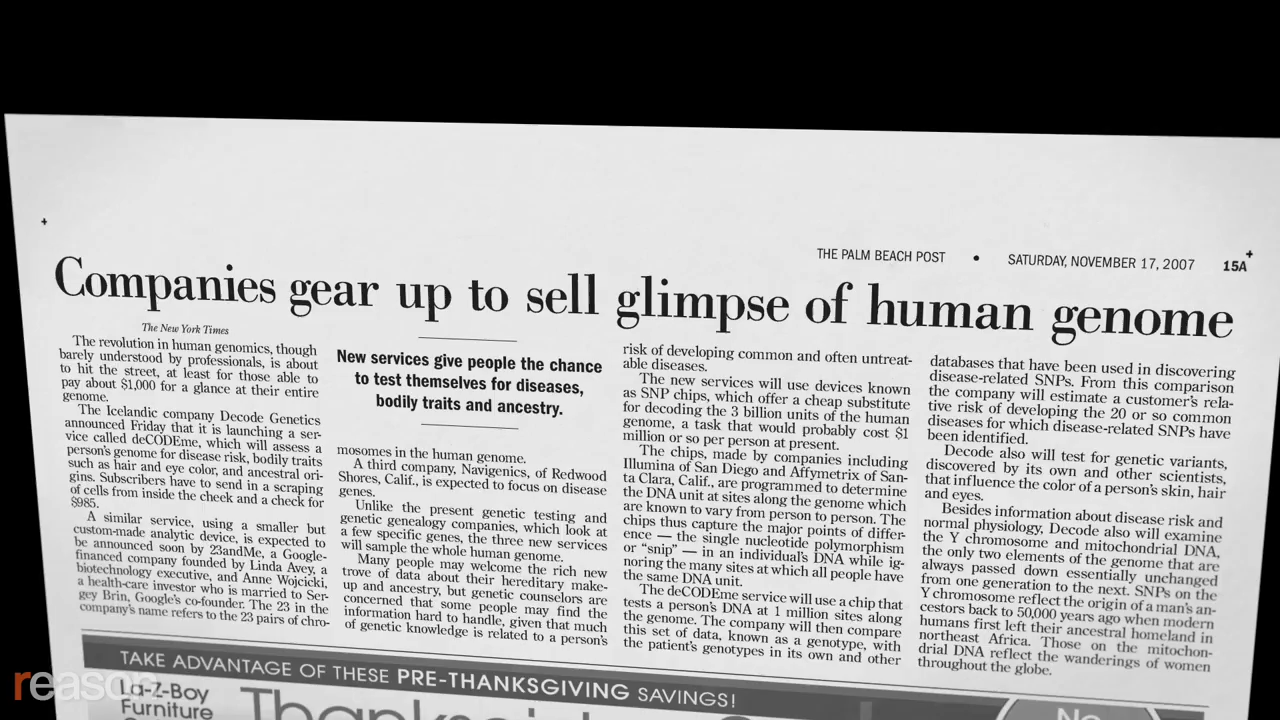 THE PALM BEACH POST • SATURDAY, NOVEMBER 17, 2007 15A
Companies gear up to sell glimpse of human genome
The New York Times
The revolution in human genomics, though
barely understood by professionals, is about
to hit the street, at least for those able to
pay about $1,000 for a glance at their entire
genome.
The Icelandic company Decode Genetics
announced Friday that it is launching a ser-
vice called deCODEme, which will assess a
person's genome for disease risk, bodily traits
such as hair and eye color, and ancestral ori-
gins. Subscribers have to send in a scraping
of cells from inside the cheek and a check for
$985.
A similar service, using a smaller but
custom-made analytic device, is expected to
be announced soon by 23andMe, a Google-
financed company founded by Linda Avey, a
biotechnology executive, and Anne Wojcicki,
a health-care investor who is married to Ser-
gey Brin, Google's co-founder. The 23 in the
company's name refers to the 23 pairs of chro-
New services give people the chance
to test themselves for diseases,
bodily traits and ancestry.
mosomes in the human genome.
A third company, Navigenics, of Redwood
Shores, Calif., is expected to focus on disease
genes.
Unlike the present genetic testing and
genetic genealogy companies, which look at
a few specific genes, the three new services
will sample the whole human genome.
Many people may welcome the rich new
trove of data about their hereditary make-
up and ancestry, but genetic counselors are
concerned that some people may find the
information hard to handle, given that much
of genetic knowledge is related to a person's
risk of developing common and often untreat-
able diseases.
The new services will use devices known
as SNP chips, which offer a cheap substitute
for decoding the 3 billion units of the human
genome, a task that would probably cost $1
million or so per person at present.
The chips, made by companies including
Illumina of San Diego and Affymetrix of San-
ta Clara, Calif., are programmed to determine
the DNA unit at sites along the genome which
are known to vary from person to person. The
chips thus capture the major points of differ-
ence — the single nucleotide polymorphism
or "snip" — in an individual's DNA while ig-
noring the many sites at which all people have
the same DNA unit.
The deCODEme service will use a chip that
tests a person's DNA at 1 million sites along
the genome. The company will then compare
this set of data, known as a genotype, with
the patient's genotypes in its own and other
databases that have been used in discovering
disease-related SNPs. From this comparison
the company will estimate a customer's rela-
tive risk of developing the 20 or so common
diseases for which disease-related SNPs have
been identified.
Decode also will test for genetic variants,
discovered by its own and other scientists,
that influence the color of a person's skin, hair
and eyes.
Besides information about disease risk and
normal physiology, Decode also will examine
the Y chromosome and mitochondrial DNA,
the only two elements of the genome that are
always passed down essentially unchanged
from one generation to the next. SNPs on the
Y chromosome reflect the origin of a man's an-
cestors back to 50,000 years ago when modern
humans first left their ancestral homeland in
northeast Africa. Those on the mitochon-
drial DNA reflect the wanderings of women
throughout the globe.
TAKE ADVANTAGE OF THESE PRE-THANKSGIVING SAVINGS!
La-Z-Boy
Furniture
No
reason